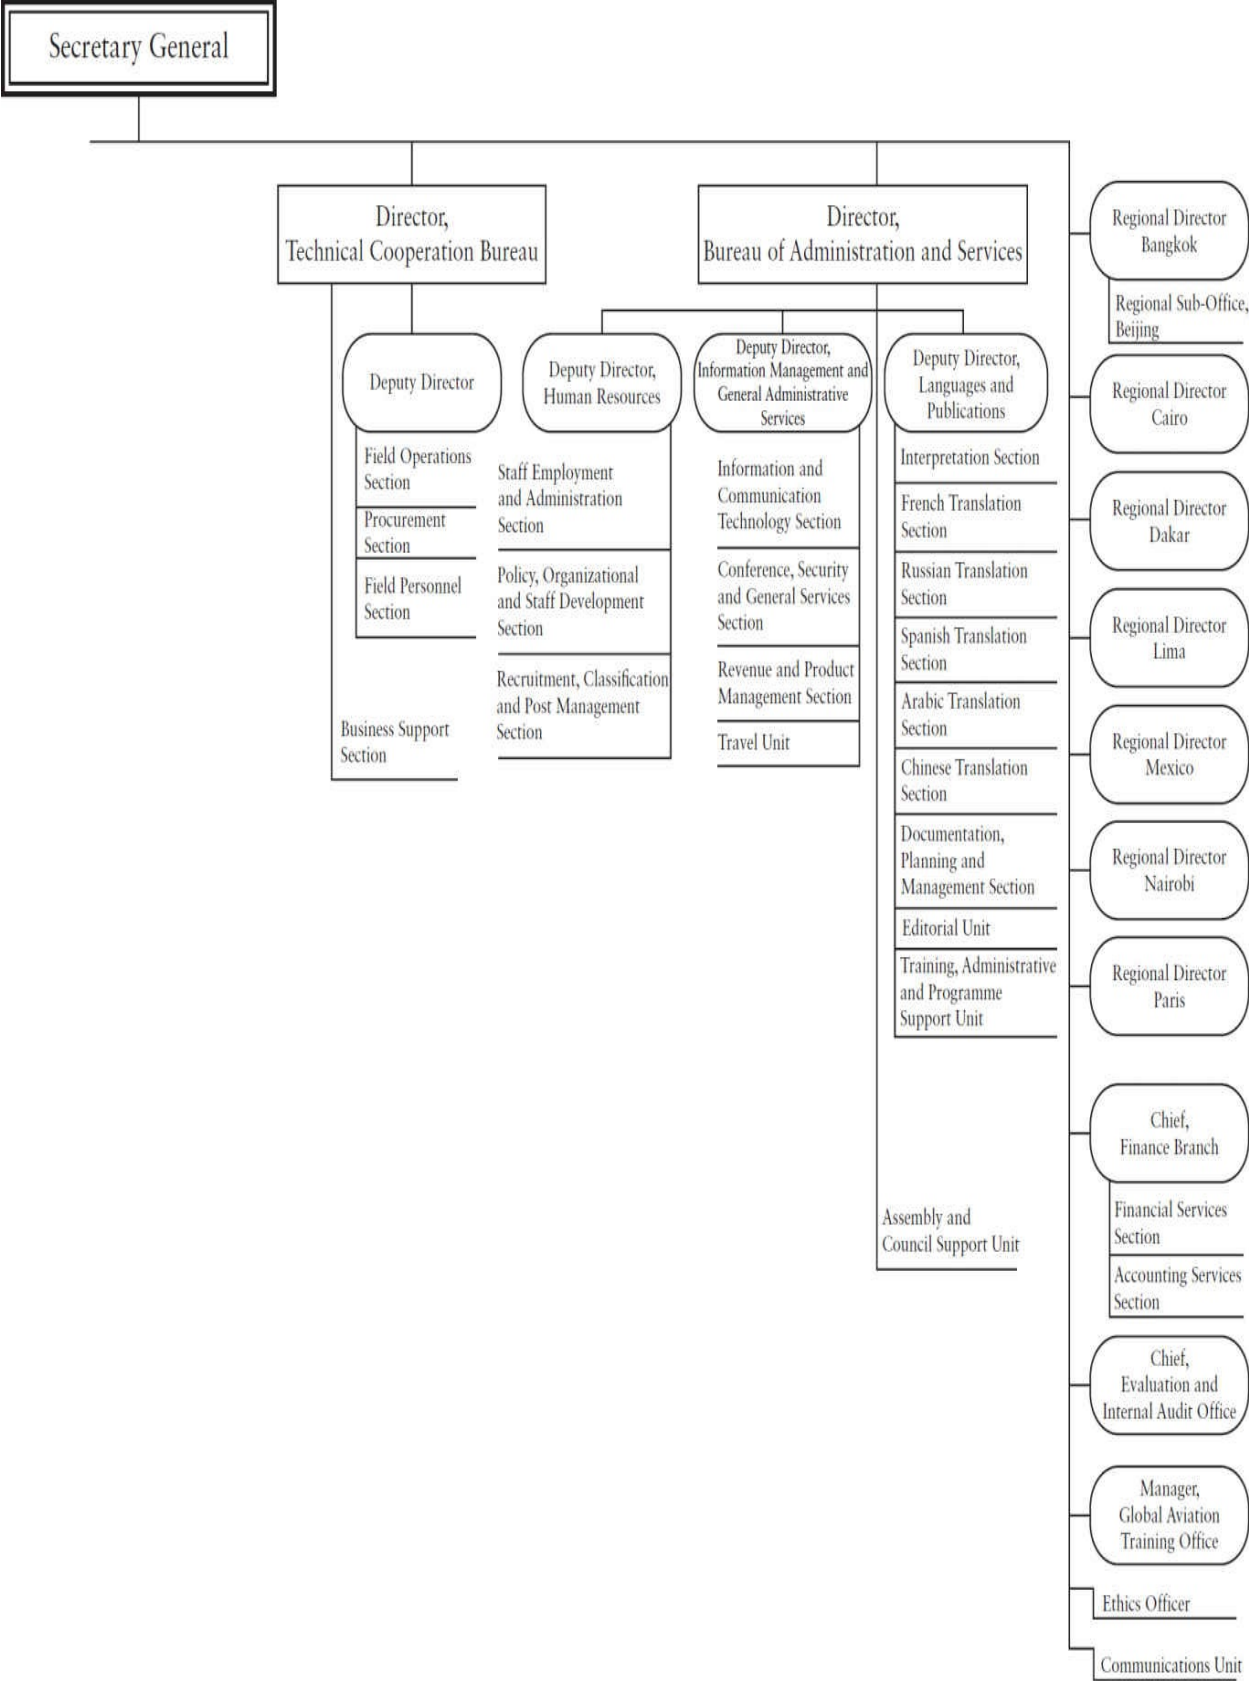 Secretary General
Director,
Technical Cooperation Bureau
Deputy Director
Field Operations
Section
Procurement
Section
Field Personnel
Section
Business Support
Section
Director,
Bureau of Administration and Services
Deputy Director,
Human Resources
Staff Employment
and Administration
Section
Policy, Organizational
and Staff Development
Section
Recruitment, Classification
and Post Management
Section
Deputy Director,
Information Management and
General Administrative
Services
Information and
Communication
Technology Section
Conference, Security
and General Services
Section
Revenue and Product
Management Section
Travel Unit
Deputy Director,
Languages and
Publications
Interpretation Section
French Translation
Section
Russian Translation
Section
Spanish Translation
Section
Arabic Translation
Section
Chinese Translation
Section
Documentation,
Planning and
Management Section
Editorial Unit
Training, Administrative
and Programme
Support Unit
Assembly and
Council Support Unit
Regional Director
Bangkok
Regional Sub-Office,
Beijing
Regional Director
Cairo
Regional Director
Dakar
Regional Director
Lima
Regional Director
Mexico
Regional Director
Nairobi
Regional Director
Paris
Chief,
Finance Branch
Financial Services
Section
Accounting Services
Section
Chief,
Evaluation and
Internal Audit Office
Manager,
Global Aviation
Training Office
Ethics Officer
Communications Unit